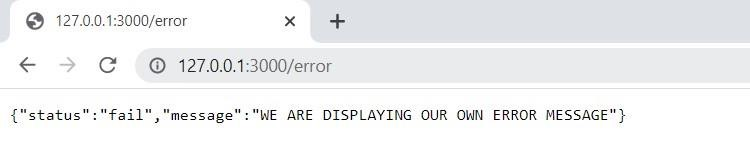 127.0.0.1:3000/error
127.0.0.1:3000/error
{"status":"fail","message":"WE ARE DISPLAYING OUR OWN ERROR MESSAGE"}